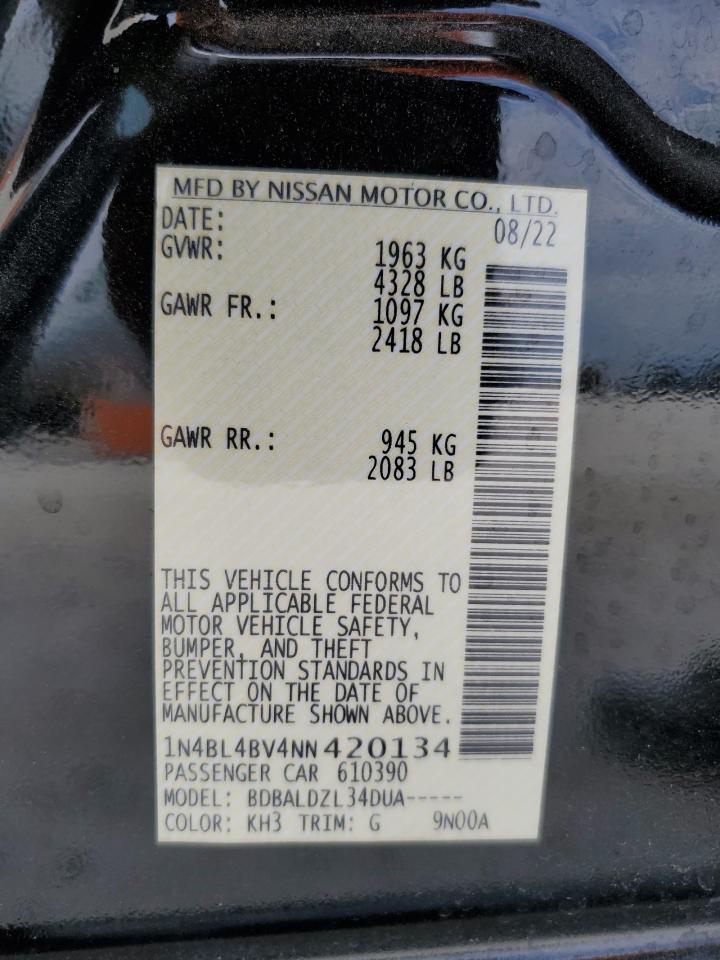 MFD BY NISSAN MOTOR CO., LTD.
DATE: 08/22
GVWR: 1963 KG
4328 LB
GAWR FR.: 1097 KG
2418 LB
GAWR RR.: 945 KG
2083 LB
THIS VEHICLE CONFORMS TO
ALL APPLICABLE FEDERAL
MOTOR VEHICLE SAFETY,
BUMPER, AND THEFT
PREVENTION STANDARDS IN
EFFECT ON THE DATE OF
MANUFACTURE SHOWN ABOVE.
1N4BL4BV4NN420134
PASSENGER CAR 610390
MODEL: BDBALDZL34DUA-----
COLOR: KH3 TRIM: G 9N00A